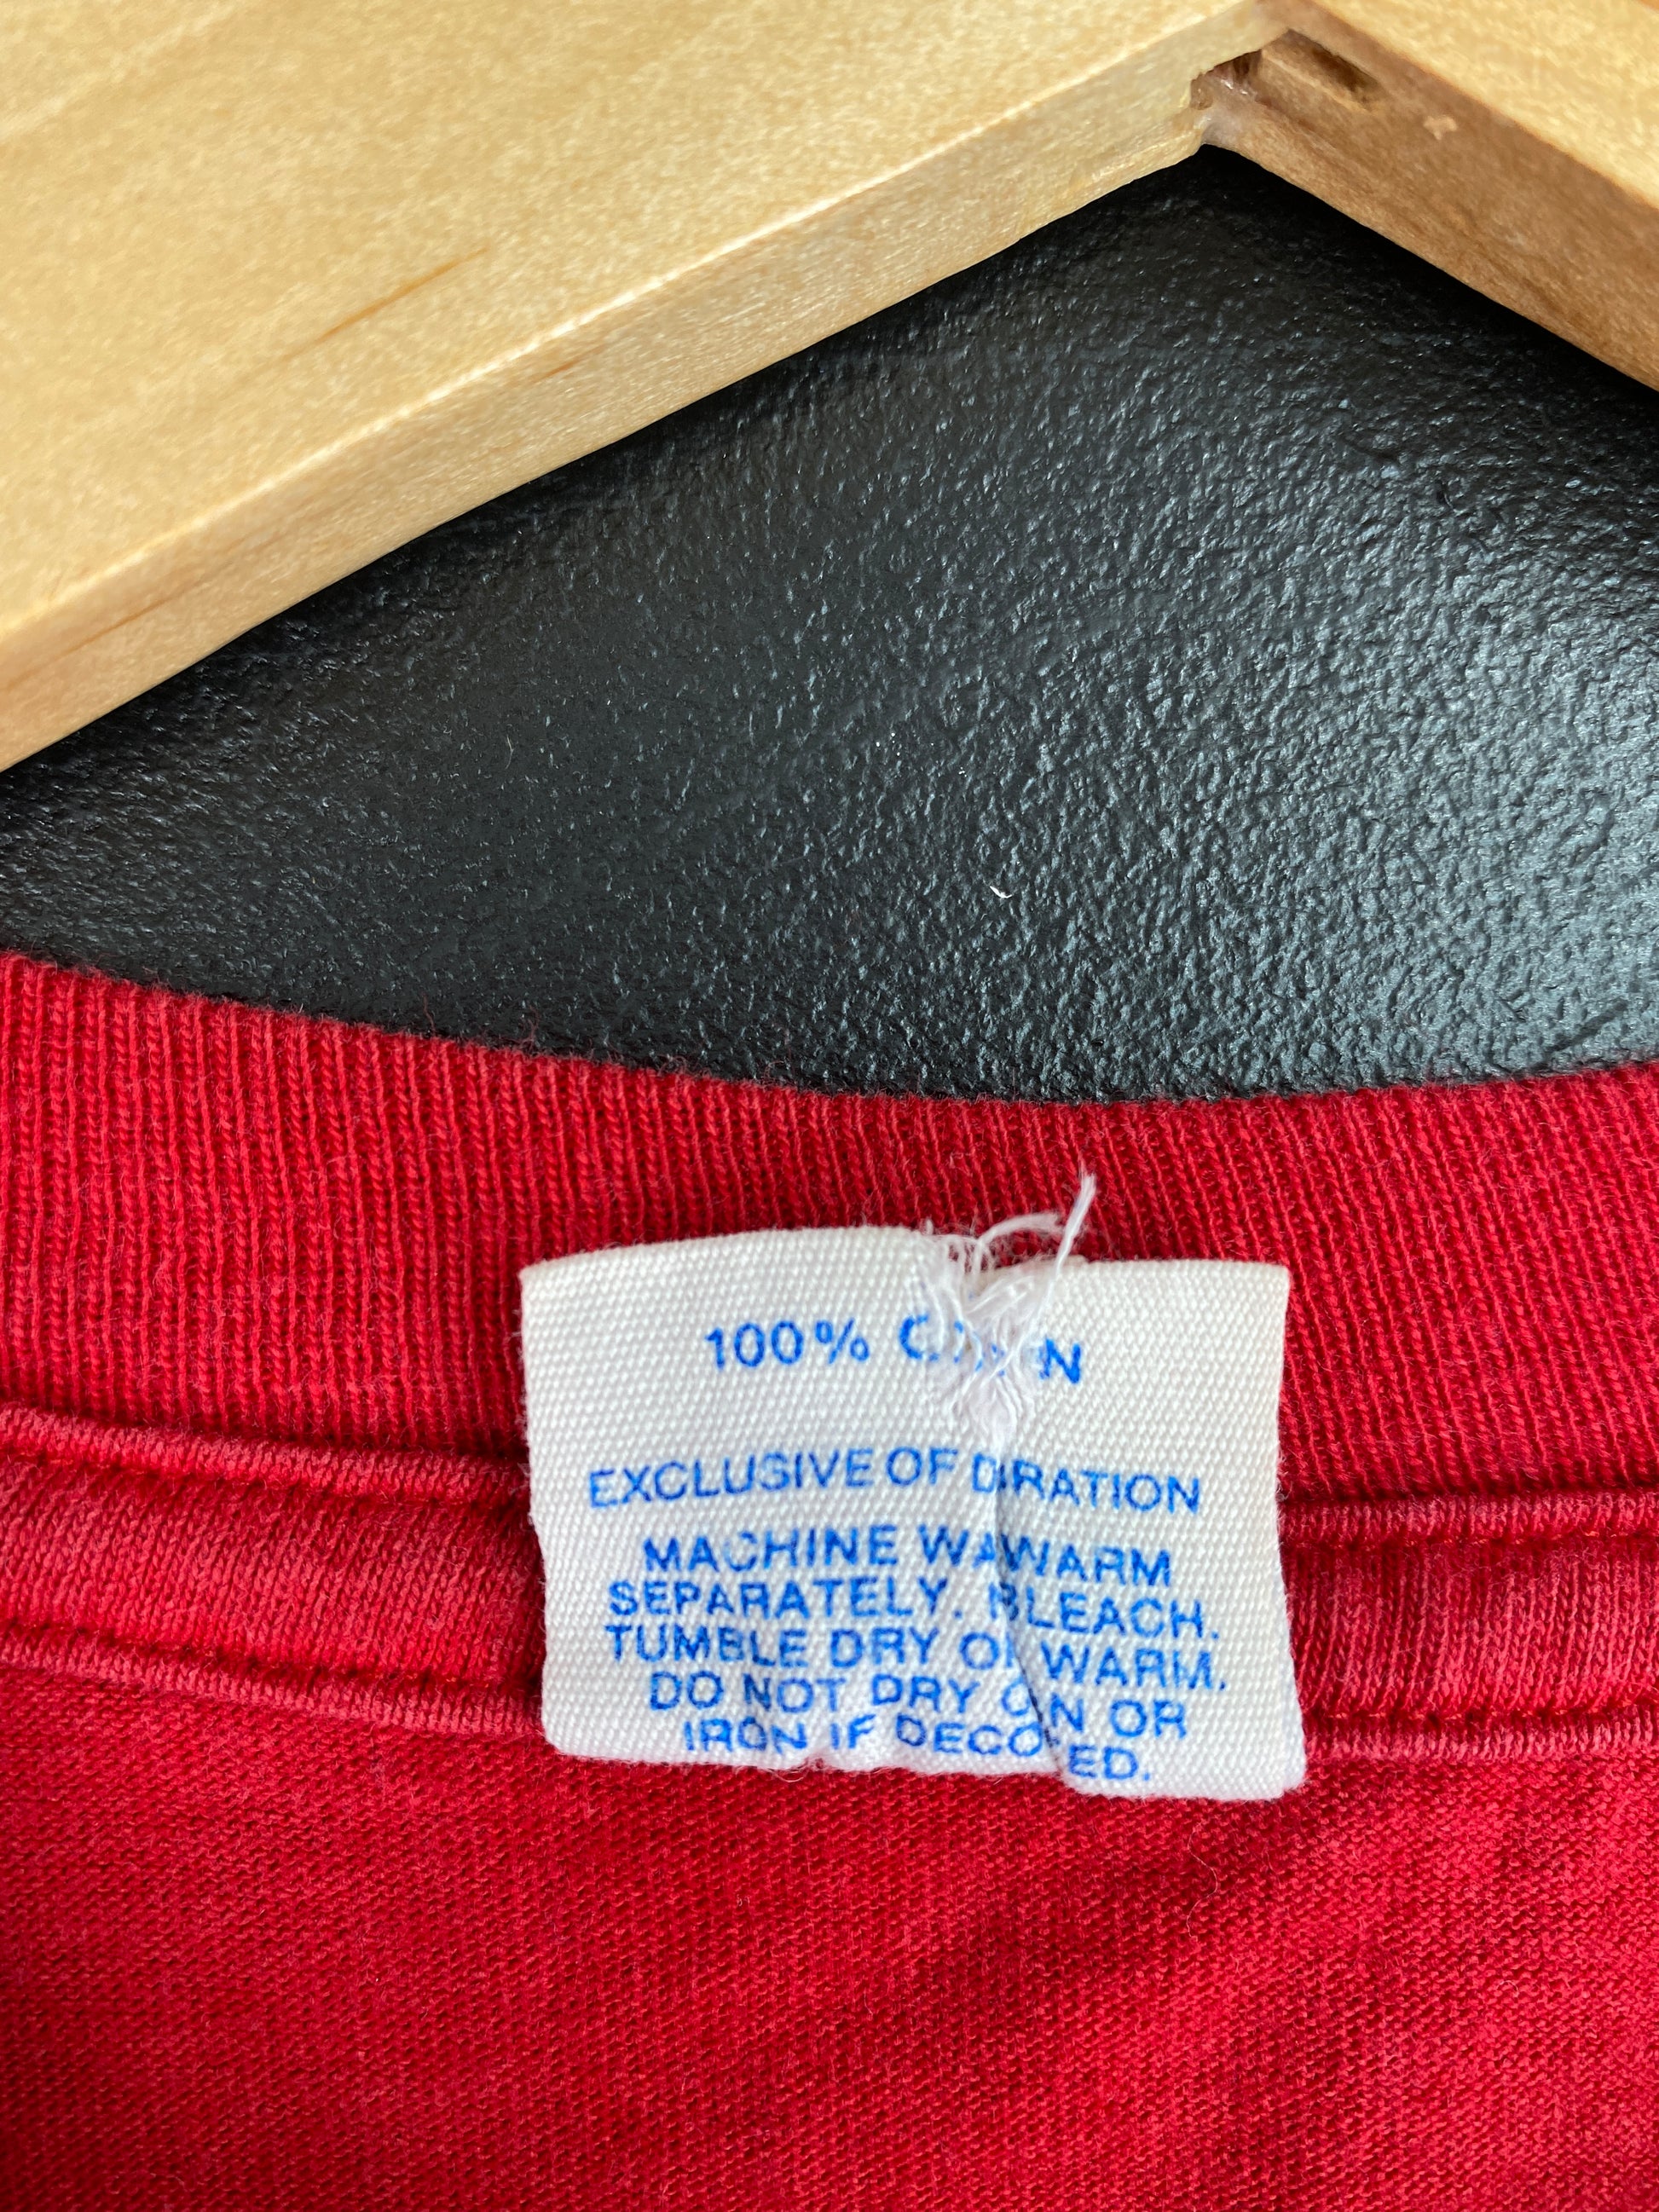 100% C N
EXCLUSIVE OF D RATION
MACHINE WA WARM
SEPARATELY. BLEACH.
TUMBLE DRY O WARM.
DO NOT DRY N OR
IRON IF DECO ED.